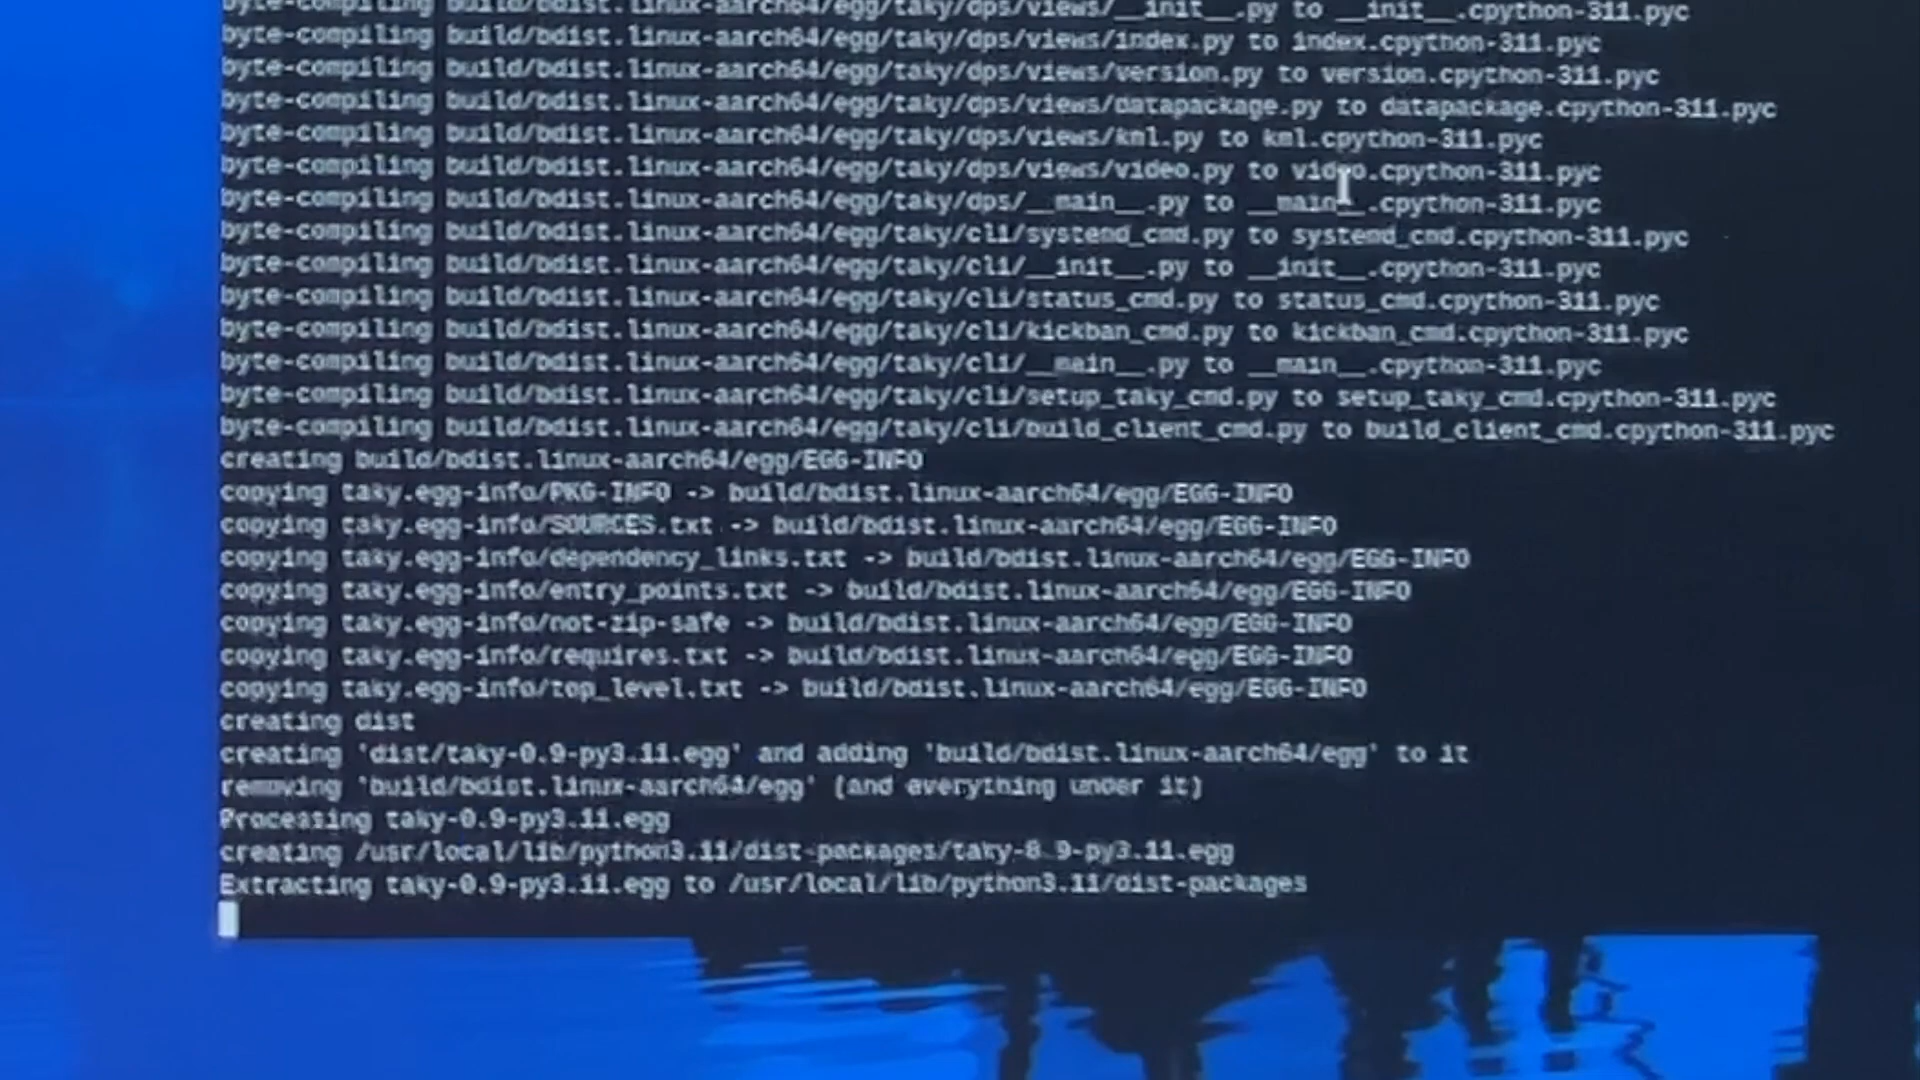 byte-compiling build/bdist.linux-aarch64/egg/taky/dps/views/__init__.py to __init__.cpython-311.pyc
byte-compiling build/bdist.linux-aarch64/egg/taky/dps/views/index.py to index.cpython-311.pyc
byte-compiling build/bdist.linux-aarch64/egg/taky/dps/views/version.py to version.cpython-311.pyc
byte-compiling build/bdist.linux-aarch64/egg/taky/dps/views/datapackage.py to datapackage.cpython-311.pyc
byte-compiling build/bdist.linux-aarch64/egg/taky/dps/views/kml.py to kml.cpython-311.pyc
byte-compiling build/bdist.linux-aarch64/egg/taky/dps/views/video.py to video.cpython-311.pyc
byte-compiling build/bdist.linux-aarch64/egg/taky/dps/__main__.py to __main__.cpython-311.pyc
byte-compiling build/bdist.linux-aarch64/egg/taky/cli/systemd_cmd.py to systemd_cmd.cpython-311.pyc
byte-compiling build/bdist.linux-aarch64/egg/taky/cli/__init__.py to __init__.cpython-311.pyc
byte-compiling build/bdist.linux-aarch64/egg/taky/cli/status_cmd.py to status_cmd.cpython-311.pyc
byte-compiling build/bdist.linux-aarch64/egg/taky/cli/kickban_cmd.py to kickban_cmd.cpython-311.pyc
byte-compiling build/bdist.linux-aarch64/egg/taky/cli/__main__.py to __main__.cpython-311.pyc
byte-compiling build/bdist.linux-aarch64/egg/taky/cli/setup_taky_cmd.py to setup_taky_cmd.cpython-311.pyc
byte-compiling build/bdist.linux-aarch64/egg/taky/cli/build_client_cmd.py to build_client_cmd.cpython-311.pyc
creating build/bdist.linux-aarch64/egg/EGG-INFO
copying taky.egg-info/PKG-INFO -> build/bdist.linux-aarch64/egg/EGG-INFO
copying taky.egg-info/SOURCES.txt -> build/bdist.linux-aarch64/egg/EGG-INFO
copying taky.egg-info/dependency_links.txt -> build/bdist.linux-aarch64/egg/EGG-INFO
copying taky.egg-info/entry_points.txt -> build/bdist.linux-aarch64/egg/EGG-INFO
copying taky.egg-info/not-zip-safe -> build/bdist.linux-aarch64/egg/EGG-INFO
copying taky.egg-info/requires.txt -> build/bdist.linux-aarch64/egg/EGG-INFO
copying taky.egg-info/top_level.txt -> build/bdist.linux-aarch64/egg/EGG-INFO
creating dist
creating 'dist/taky-0.9-py3.11.egg' and adding 'build/bdist.linux-aarch64/egg' to it
removing 'build/bdist.linux-aarch64/egg' (and everything under it)
Processing taky-0.9-py3.11.egg
creating /usr/local/lib/python3.11/dist-packages/taky-0.9-py3.11.egg
Extracting taky-0.9-py3.11.egg to /usr/local/lib/python3.11/dist-packages